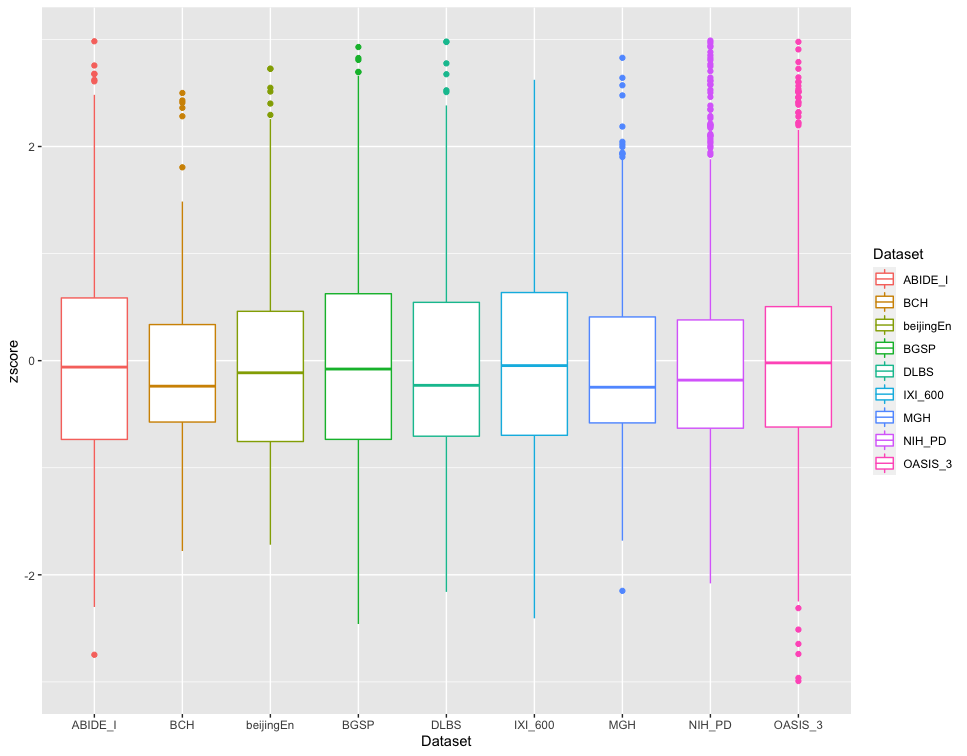 zscore
2
0
-2
ABIDE_I BCH beijingEn BGSP DLBS IXI_600 MGH NIH_PD OASIS_3
Dataset
Dataset
ABIDE_I
BCH
beijingEn
BGSP
DLBS
IXI_600
MGH
NIH_PD
OASIS_3